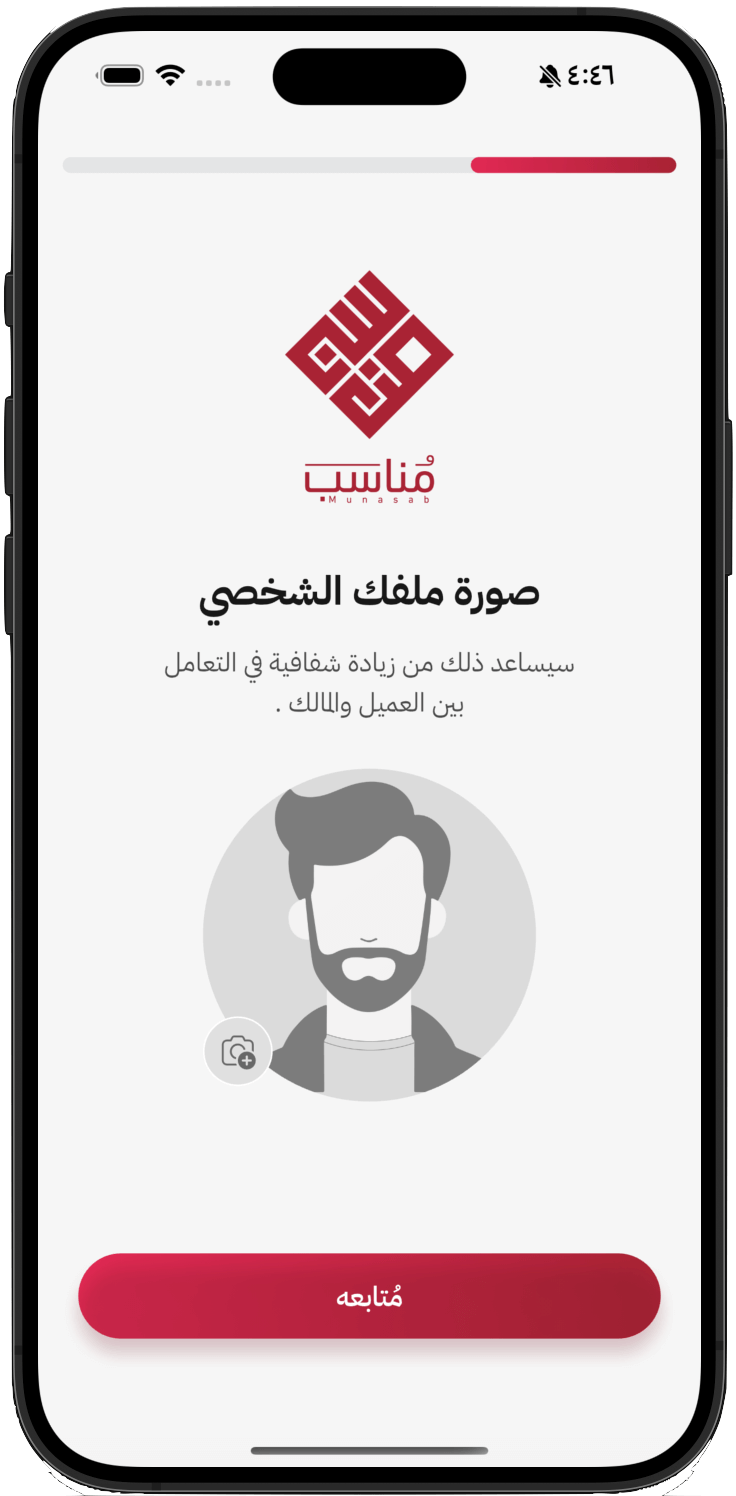 ٤:٤٦
مُناسب
Munasab
صورة ملفك الشخصي
سيساعد ذلك من زيادة شفافية في التعامل
بين العميل والمالك .
مُتابعه